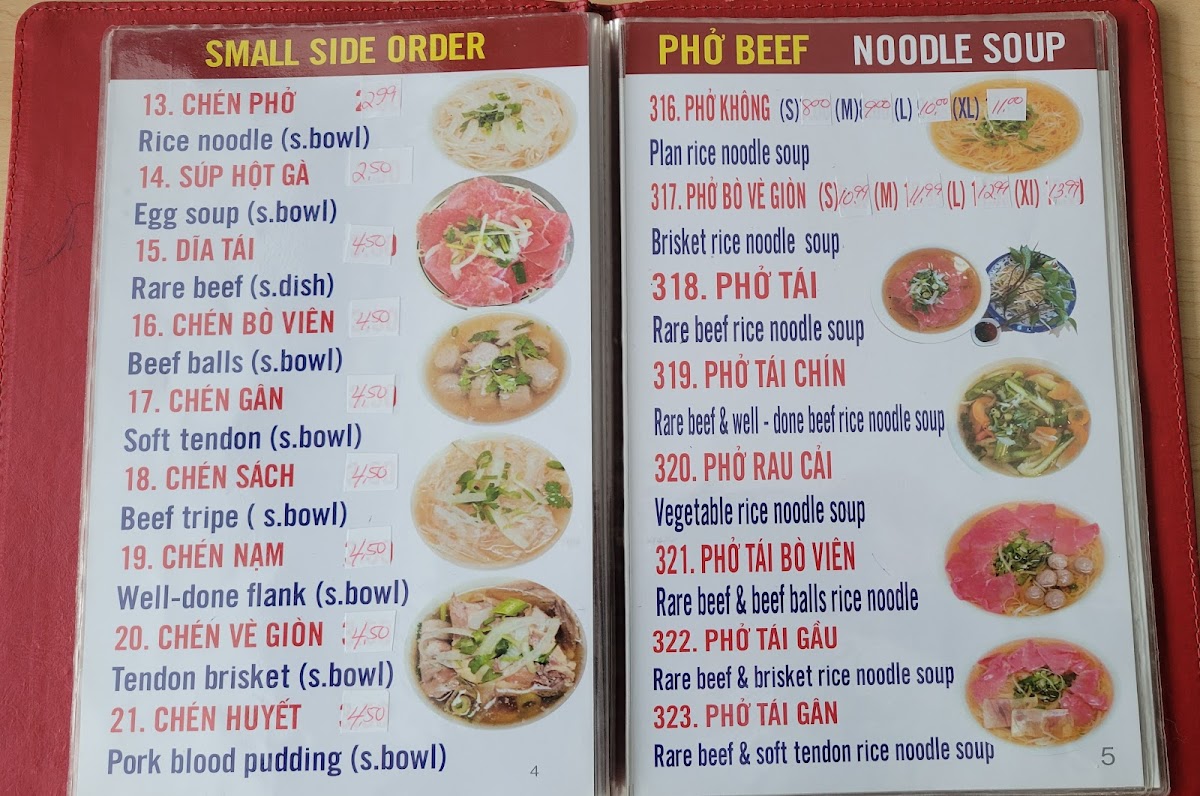 SMALL SIDE ORDER
13. CHÉN PHỞ 2.99
Rice noodle (s.bowl)
14. SÚP HỘT GÀ 2.50
Egg soup (s.bowl)
15. DĨA TÁI 4.50
Rare beef (s.dish)
16. CHÉN BÒ VIÊN 4.50
Beef balls (s.bowl)
17. CHÉN GÂN 4.50
Soft tendon (s.bowl)
18. CHÉN SÁCH 4.50
Beef tripe ( s.bowl)
19. CHÉN NẠM 4.50
Well-done flank (s.bowl)
20. CHÉN VÈ GIÒN 4.50
Tendon brisket (s.bowl)
21. CHÉN HUYẾT 4.50
Pork blood pudding (s.bowl)
4
PHỞ BEEF NOODLE SOUP
316. PHỞ KHÔNG (S) 8.00 (M) 9.00 (L) 10.00 (XL) 11.00
Plan rice noodle soup
317. PHỞ BÒ VÈ GIÒN (S) 10.99 (M) 11.99 (L) 12.99 (Xl) 13.99
Brisket rice noodle soup
318. PHỞ TÁI
Rare beef rice noodle soup
319. PHỞ TÁI CHÍN
Rare beef & well - done beef rice noodle soup
320. PHỞ RAU CẢI
Vegetable rice noodle soup
321. PHỞ TÁI BÒ VIÊN
Rare beef & beef balls rice noodle
322. PHỞ TÁI GẦU
Rare beef & brisket rice noodle soup
323. PHỞ TÁI GÂN
Rare beef & soft tendon rice noodle soup
5